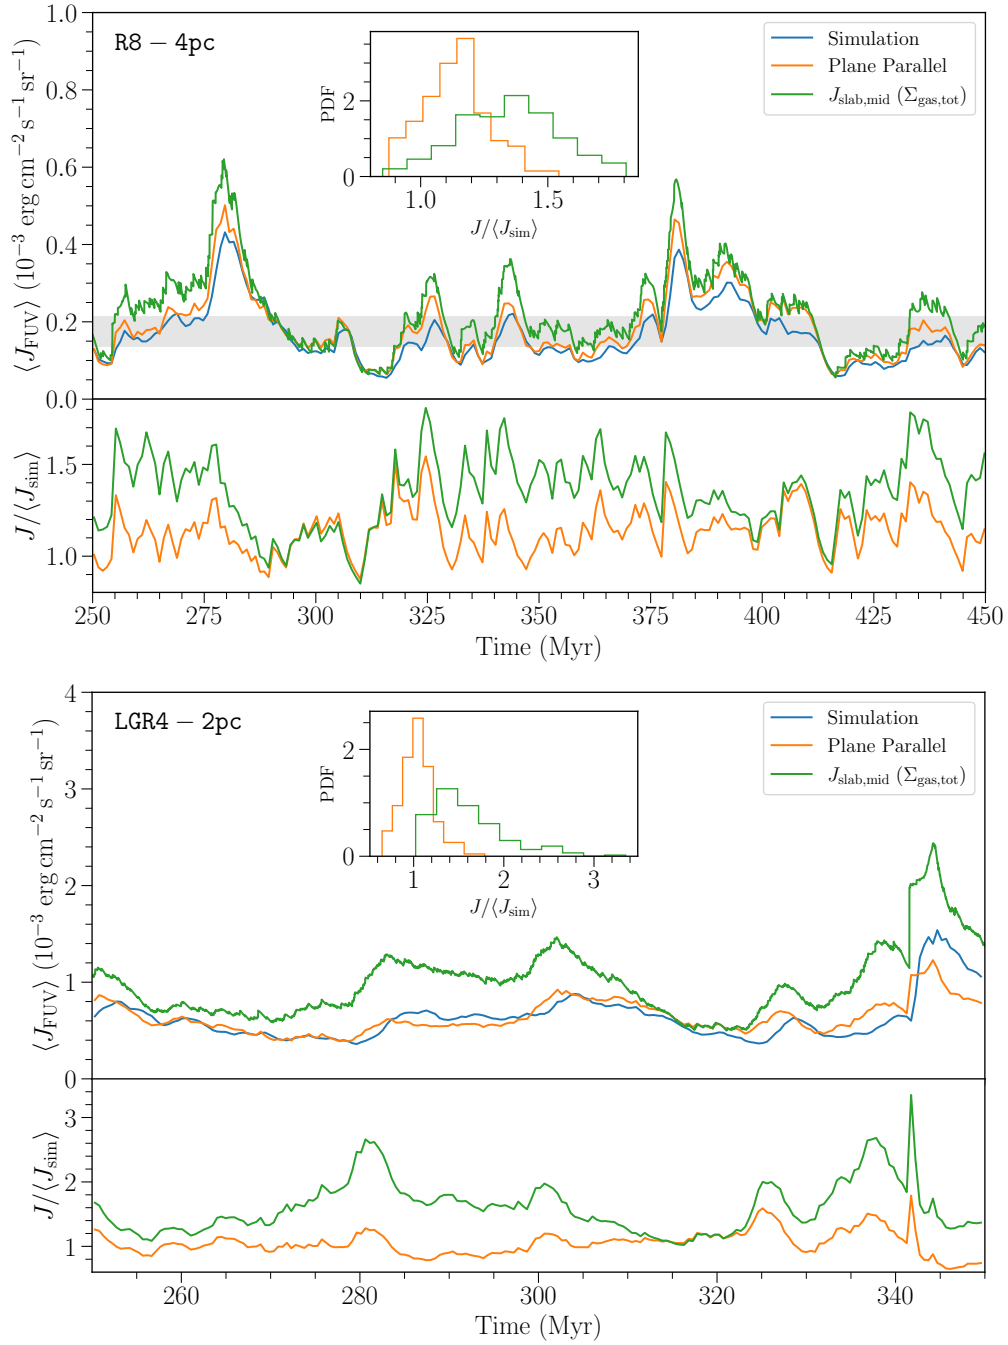 R8 − 4pc
Simulation
Plane Parallel
J_slab,mid (Σ_gas,tot)
⟨J_FUV⟩ (10⁻³ erg cm⁻² s⁻¹ sr⁻¹)
1.0
0.8
0.6
0.4
0.2
0.0
PDF
2
0
1.0 1.5
J/⟨J_sim⟩
J/⟨J_sim⟩
1.5
1.0
250 275 300 325 350 375 400 425 450
Time (Myr)
LGR4 − 2pc
Simulation
Plane Parallel
J_slab,mid (Σ_gas,tot)
⟨J_FUV⟩ (10⁻³ erg cm⁻² s⁻¹ sr⁻¹)
4
3
2
1
0
PDF
2
0
1 2 3
J/⟨J_sim⟩
J/⟨J_sim⟩
3
2
1
260 280 300 320 340
Time (Myr)